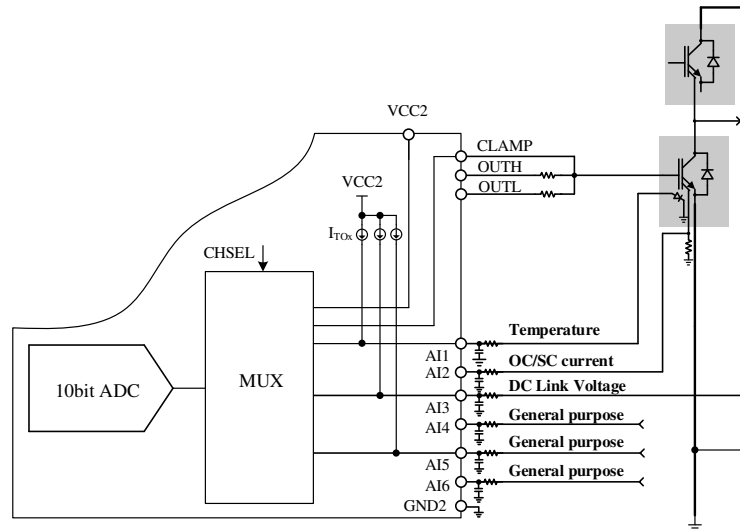 VCC2
CLAMP
OUTH
OUTL
VCC2
ITOx
CHSEL
10bit ADC
MUX
Temperature
AI1
OC/SC current
AI2
DC Link Voltage
AI3
General purpose
AI4
General purpose
AI5
General purpose
AI6
GND2